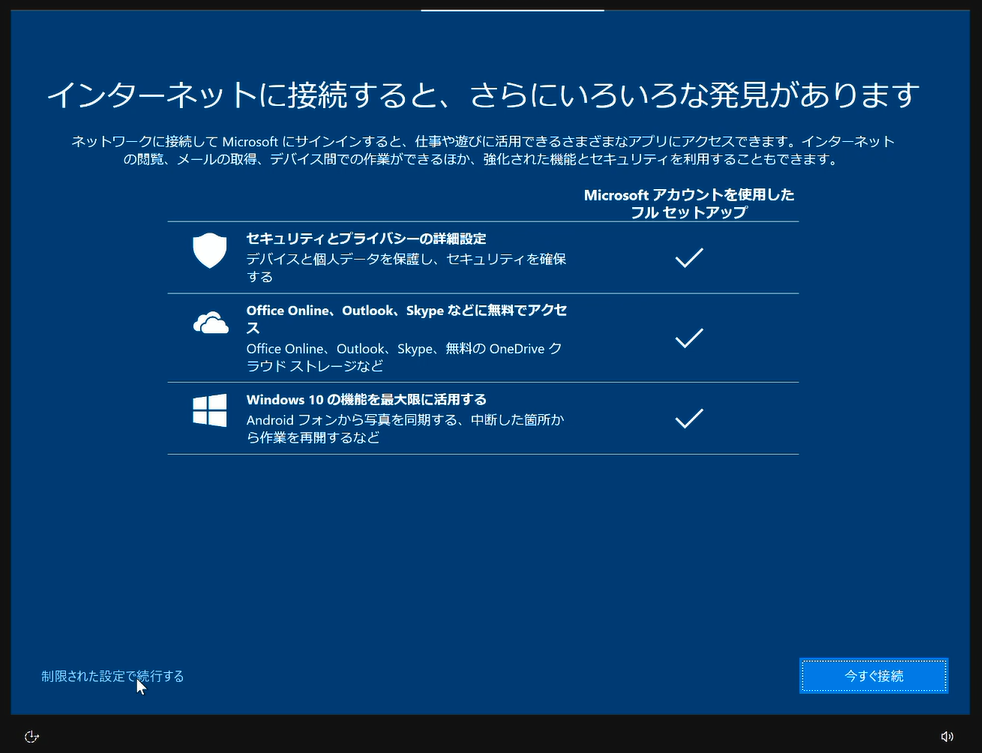 インターネットに接続すると、さらにいろいろな発見があります
ネットワークに接続して Microsoft にサインインすると、仕事や遊びに活用できるさまざまなアプリにアクセスできます。インターネット
の閲覧、メールの取得、デバイス間での作業ができるほか、強化された機能とセキュリティを利用することもできます。
Microsoft アカウントを使用した
フル セットアップ
セキュリティとプライバシーの詳細設定
デバイスと個人データを保護し、セキュリティを確保
する
Office Online、Outlook、Skype などに無料でアクセ
ス
Office Online、Outlook、Skype、無料の OneDrive ク
ラウド ストレージなど
Windows 10 の機能を最大限に活用する
Android フォンから写真を同期する、中断した箇所か
ら作業を再開するなど
制限された設定で続行する
今すぐ接続